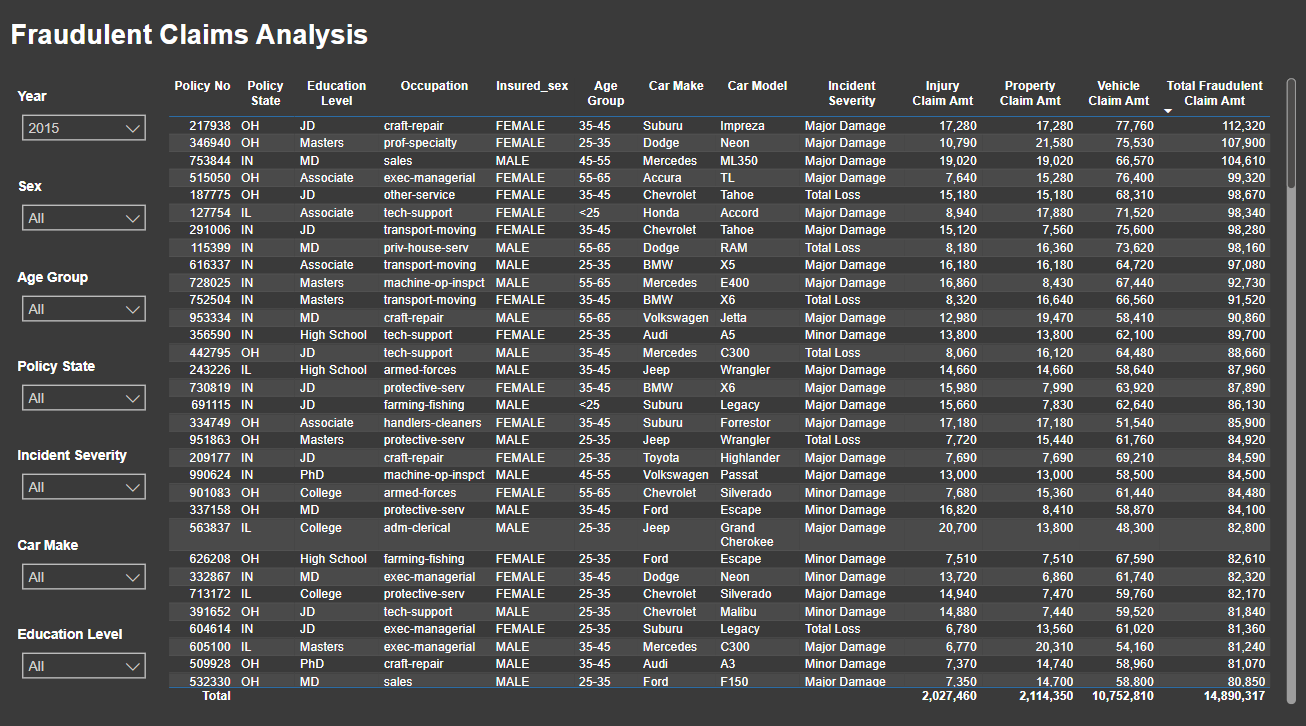 Fraudulent Claims Analysis
Year
2015
Sex
All
Age Group
All
Policy State
All
Incident Severity
All
Car Make
All
Education Level
All
Policy No Policy State Education Level Occupation Insured_sex Age Group Car Make Car Model Incident Severity Injury Claim Amt Property Claim Amt Vehicle Claim Amt Total Fraudulent Claim Amt
217938 OH JD craft-repair FEMALE 35-45 Suburu Impreza Major Damage 17,280 17,280 77,760 112,320
346940 OH Masters prof-specialty FEMALE 25-35 Dodge Neon Major Damage 10,790 21,580 75,530 107,900
753844 IN MD sales MALE 45-55 Mercedes ML350 Major Damage 19,020 19,020 66,570 104,610
515050 OH Associate exec-managerial FEMALE 55-65 Accura TL Major Damage 7,640 15,280 76,400 99,320
187775 OH JD other-service FEMALE 35-45 Chevrolet Tahoe Total Loss 15,180 15,180 68,310 98,670
127754 IL Associate tech-support FEMALE <25 Honda Accord Major Damage 8,940 17,880 71,520 98,340
291006 IN JD transport-moving FEMALE 35-45 Chevrolet Tahoe Major Damage 15,120 7,560 75,600 98,280
115399 IN MD priv-house-serv MALE 55-65 Dodge RAM Total Loss 8,180 16,360 73,620 98,160
616337 IN Associate transport-moving MALE 25-35 BMW X5 Major Damage 16,180 16,180 64,720 97,080
728025 IN Masters machine-op-inspct MALE 55-65 Mercedes E400 Major Damage 16,860 8,430 67,440 92,730
752504 IN Masters transport-moving FEMALE 35-45 BMW X6 Total Loss 8,320 16,640 66,560 91,520
953334 IN MD craft-repair MALE 55-65 Volkswagen Jetta Major Damage 12,980 19,470 58,410 90,860
356590 IN High School tech-support FEMALE 25-35 Audi A5 Minor Damage 13,800 13,800 62,100 89,700
442795 OH JD tech-support MALE 35-45 Mercedes C300 Total Loss 8,060 16,120 64,480 88,660
243226 IL High School armed-forces MALE 35-45 Jeep Wrangler Major Damage 14,660 14,660 58,640 87,960
730819 IN JD protective-serv FEMALE 35-45 BMW X6 Major Damage 15,980 7,990 63,920 87,890
691115 IN JD farming-fishing MALE <25 Suburu Legacy Major Damage 15,660 7,830 62,640 86,130
334749 OH Associate handlers-cleaners FEMALE 35-45 Suburu Forrestor Major Damage 17,180 17,180 51,540 85,900
951863 OH Masters protective-serv MALE 25-35 Jeep Wrangler Total Loss 7,720 15,440 61,760 84,920
209177 IN JD craft-repair FEMALE 25-35 Toyota Highlander Major Damage 7,690 7,690 69,210 84,590
990624 IN PhD machine-op-inspct MALE 45-55 Volkswagen Passat Major Damage 13,000 13,000 58,500 84,500
901083 OH College armed-forces FEMALE 55-65 Chevrolet Silverado Minor Damage 7,680 15,360 61,440 84,480
337158 OH MD protective-serv MALE 35-45 Ford Escape Minor Damage 16,820 8,410 58,870 84,100
563837 IL College adm-clerical MALE 25-35 Jeep Grand Cherokee Major Damage 20,700 13,800 48,300 82,800
626208 OH High School farming-fishing FEMALE 25-35 Ford Escape Minor Damage 7,510 7,510 67,590 82,610
332867 IN MD exec-managerial FEMALE 35-45 Dodge Neon Minor Damage 13,720 6,860 61,740 82,320
713172 IL College protective-serv FEMALE 25-35 Chevrolet Silverado Major Damage 14,940 7,470 59,760 82,170
391652 OH JD tech-support MALE 25-35 Chevrolet Malibu Minor Damage 14,880 7,440 59,520 81,840
604614 IN JD exec-managerial FEMALE 25-35 Suburu Legacy Total Loss 6,780 13,560 61,020 81,360
605100 IL Masters exec-managerial MALE 35-45 Mercedes C300 Major Damage 6,770 20,310 54,160 81,240
509928 OH PhD craft-repair MALE 35-45 Audi A3 Minor Damage 7,370 14,740 58,960 81,070
532330 OH MD sales MALE 25-35 Ford F150 Major Damage 7,350 14,700 58,800 80,850
Total 2,027,460 2,114,350 10,752,810 14,890,317